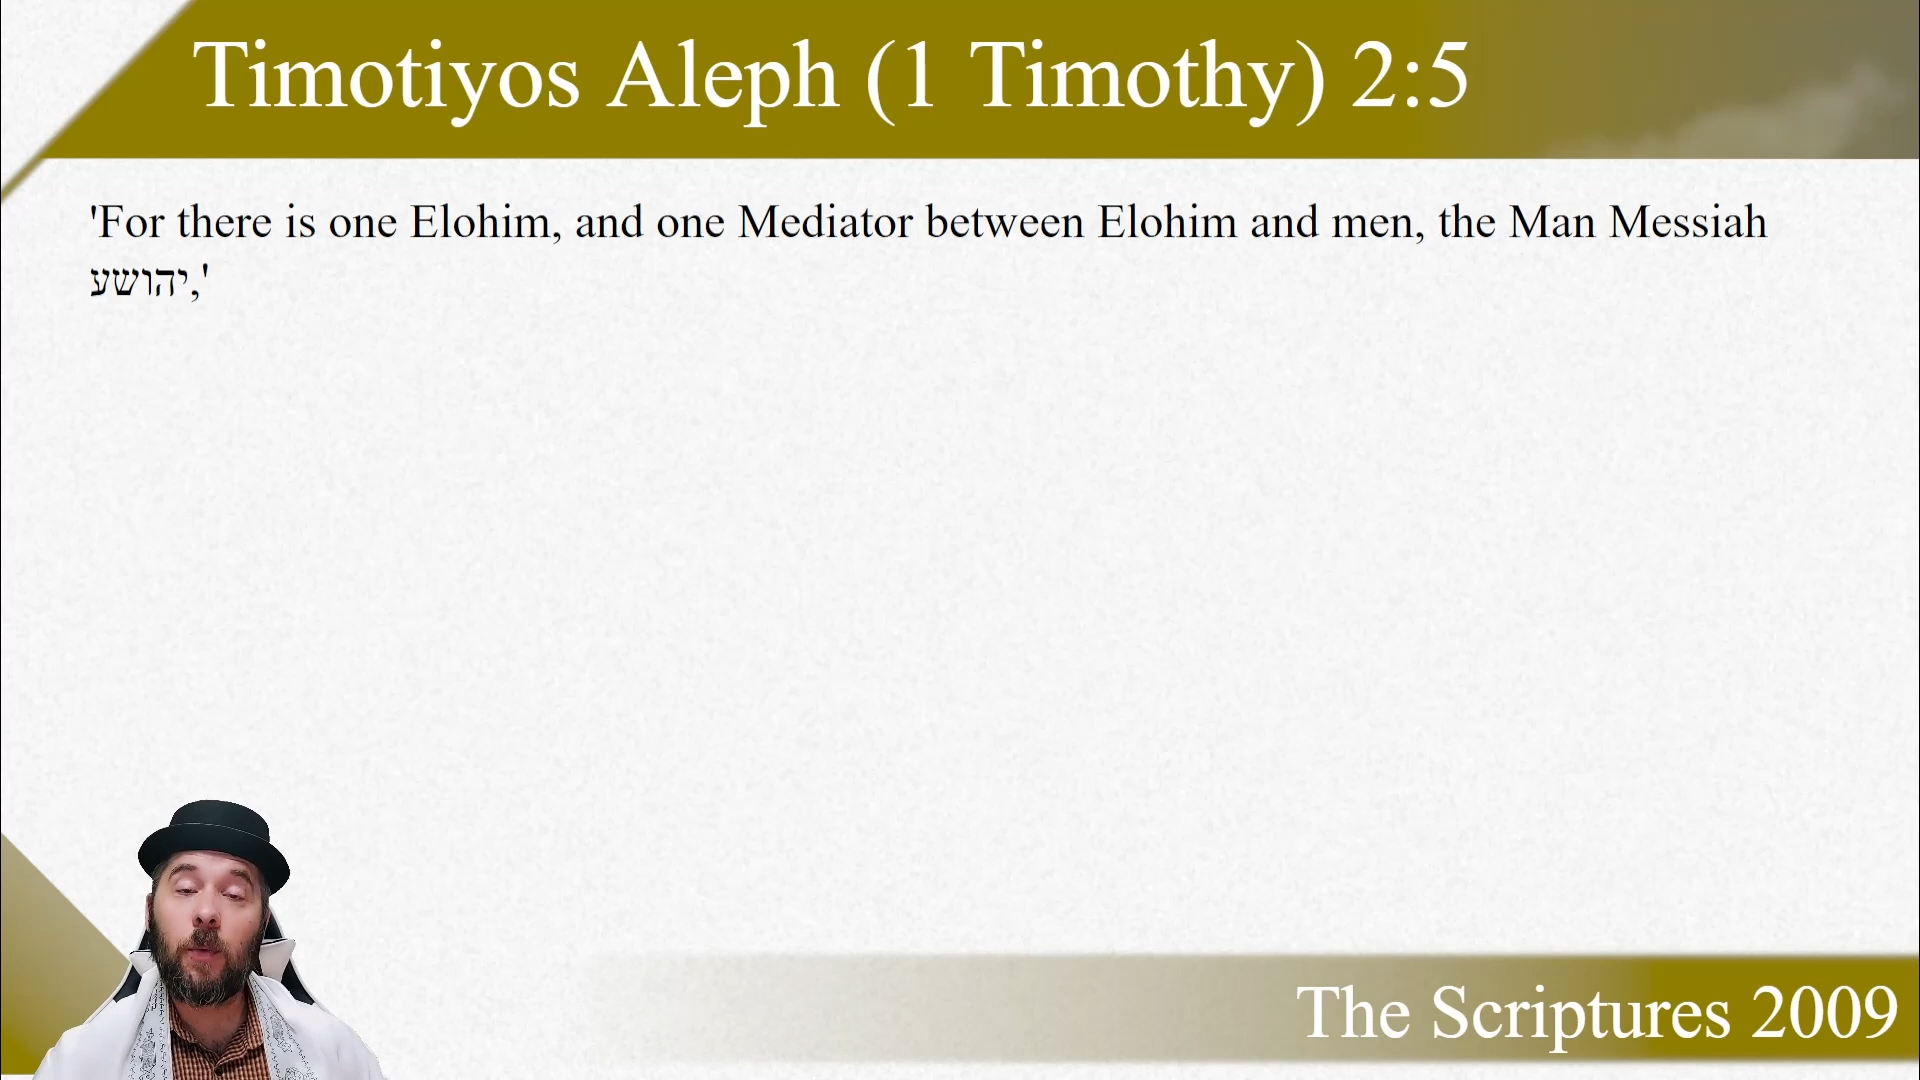 Timotiyos Aleph (1 Timothy) 2:5
'For there is one Elohim, and one Mediator between Elohim and men, the Man Messiah
יהושע,'
The Scriptures 2009